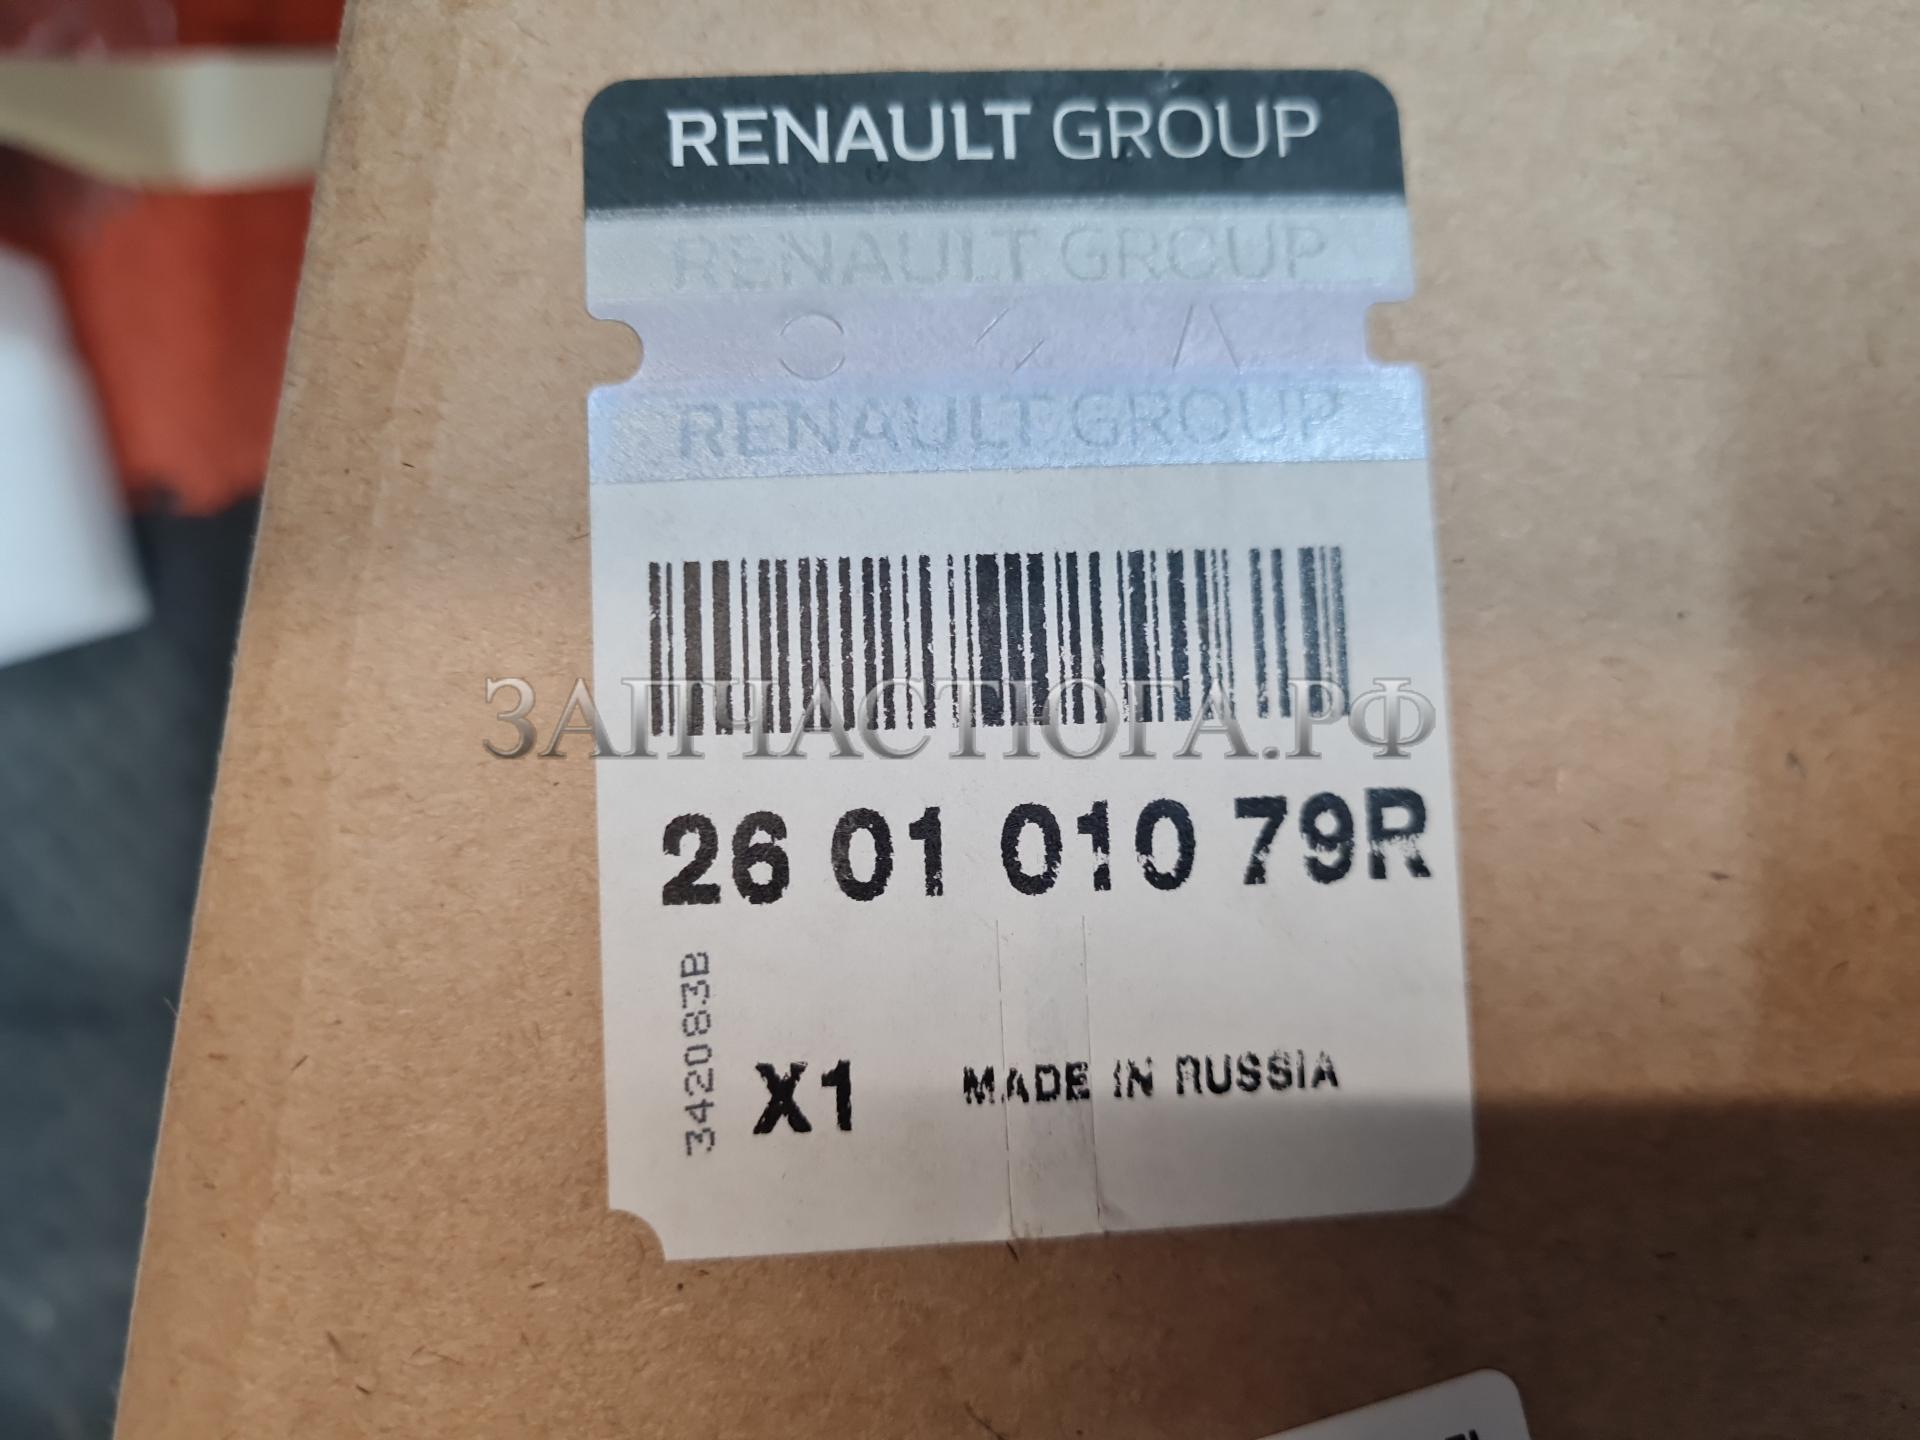 RENAULT GROUP
RENAULT GROUP
RENAULT GROUP
ЗАПЧАСТЮГА.РФ
26 01 010 79R
342083B
X1 MADE IN RUSSIA